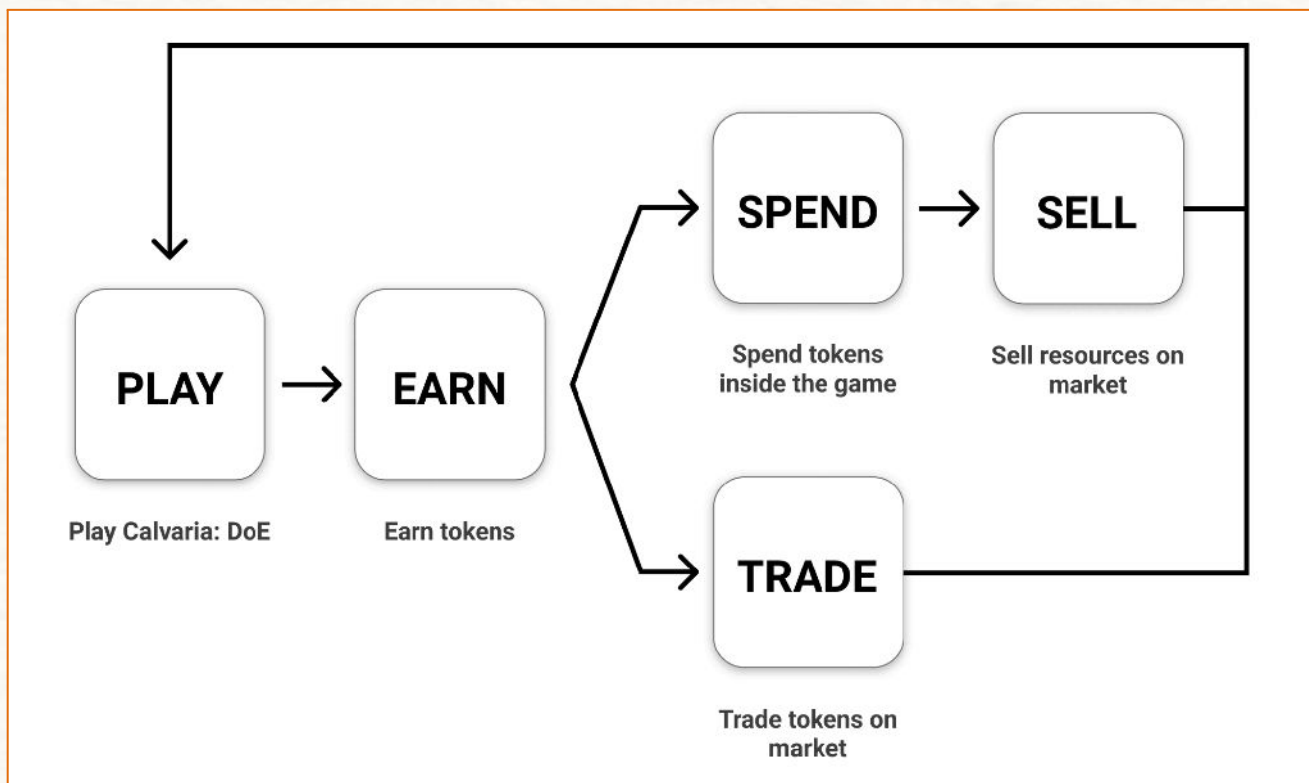 PLAY
Play Calvaria: DoE
EARN
Earn tokens
SPEND
Spend tokens
inside the game
SELL
Sell resources on
market
TRADE
Trade tokens on
market